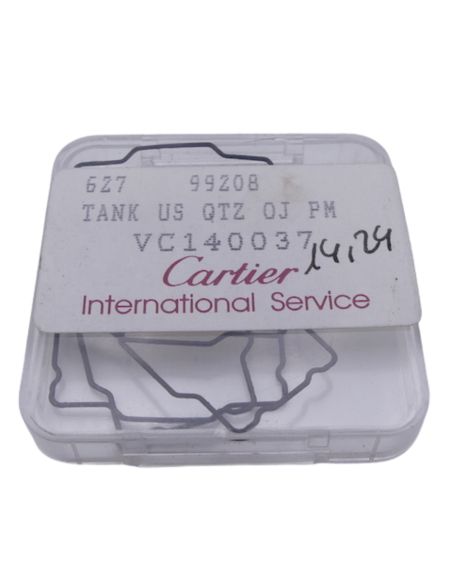 627 99208
TANK US QTZ OJ PM
VC140037
14,24
Cartier
International Service